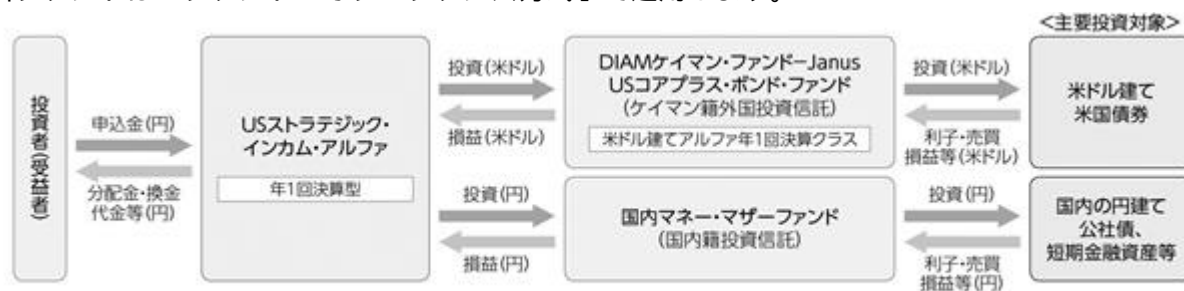 <主要投資対象>
投資者(受益者)
申込金(円)
分配金・換金
代金等(円)
USストラテジック・
インカム・アルファ
年1回決算型
投資(米ドル)
損益(米ドル)
DIAMケイマン・ファンド−Janus
USコアプラス・ボンド・ファンド
(ケイマン籍外国投資信託)
米ドル建てアルファ年1回決算クラス
投資(米ドル)
利子・売買
損益等(米ドル)
米ドル建て
米国債券
投資(円)
損益(円)
国内マネー・マザーファンド
(国内籍投資信託)
投資(円)
利子・売買
損益等(円)
国内の円建て
公社債、
短期金融資産等